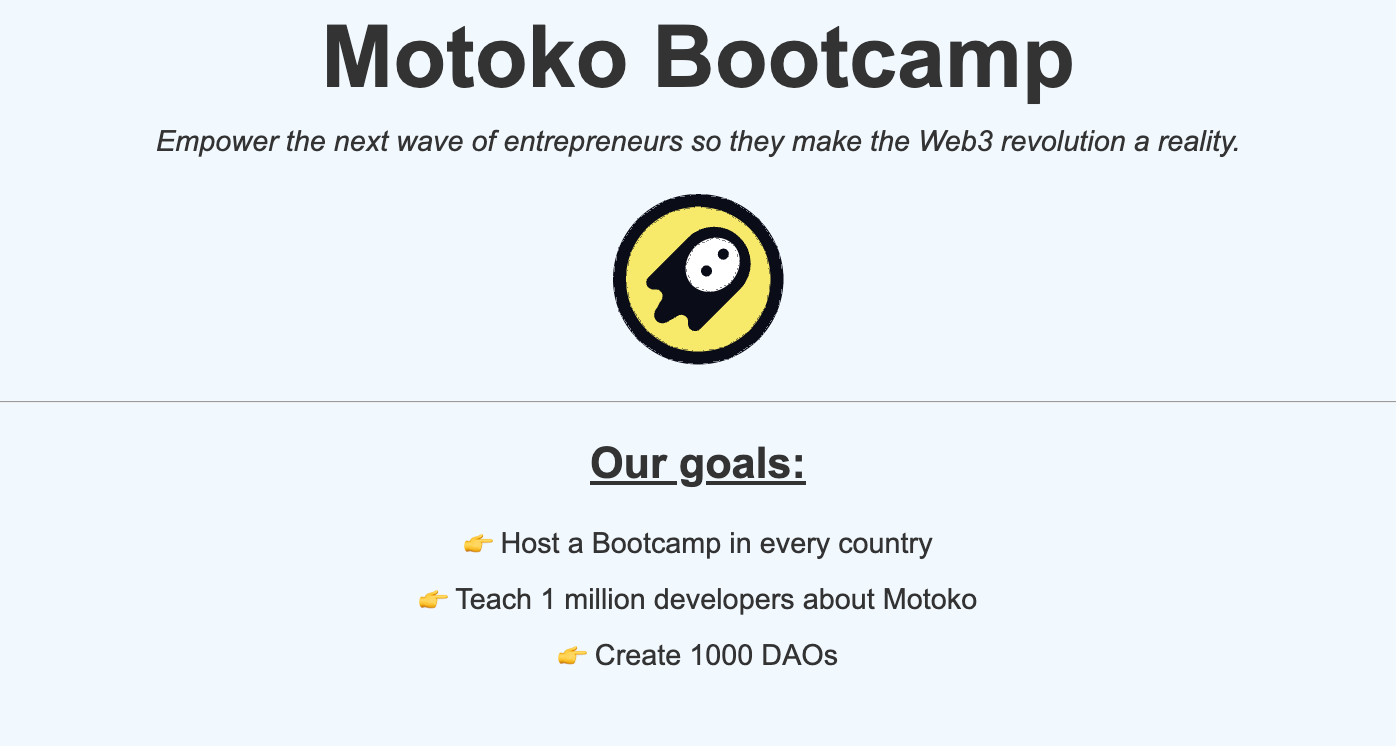 Motoko Bootcamp
Empower the next wave of entrepreneurs so they make the Web3 revolution a reality.
Our goals:
👉 Host a Bootcamp in every country
👉 Teach 1 million developers about Motoko
👉 Create 1000 DAOs